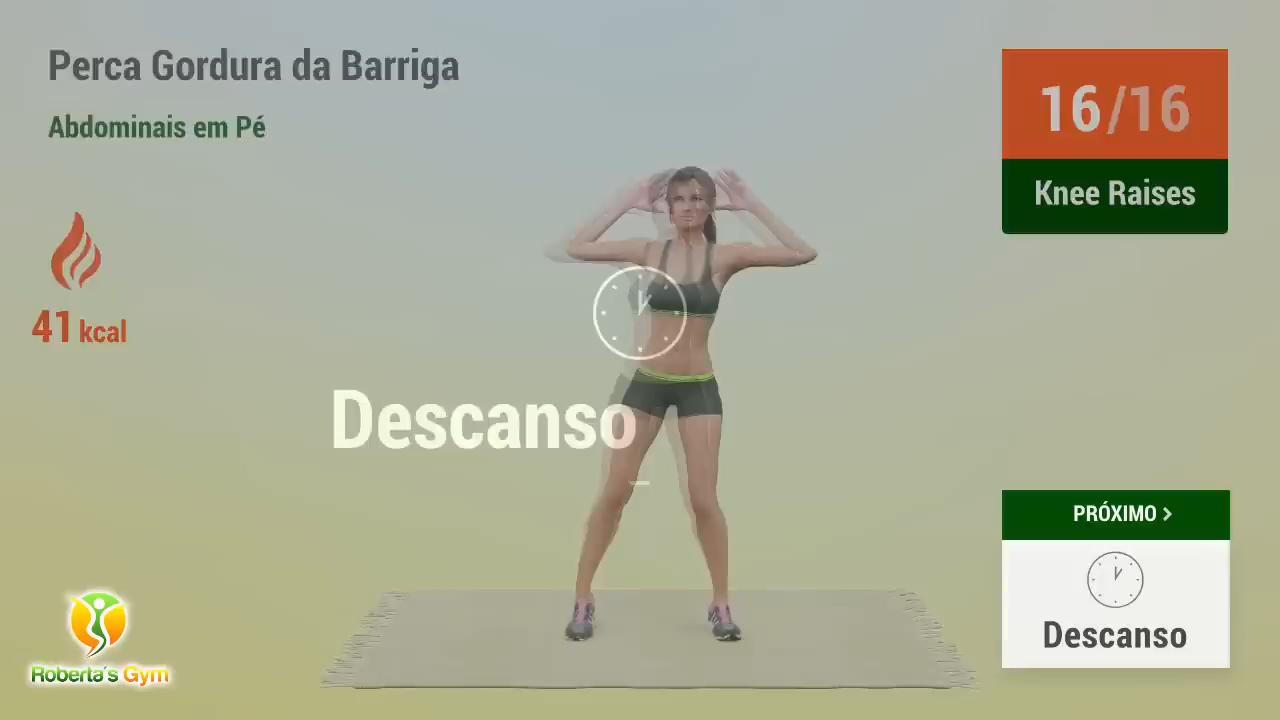 Perca Gordura da Barriga
Abdominais em Pé
41 kcal
16/16
Knee Raises
Descanso
PRÓXIMO >
Descanso
Roberta's Gym